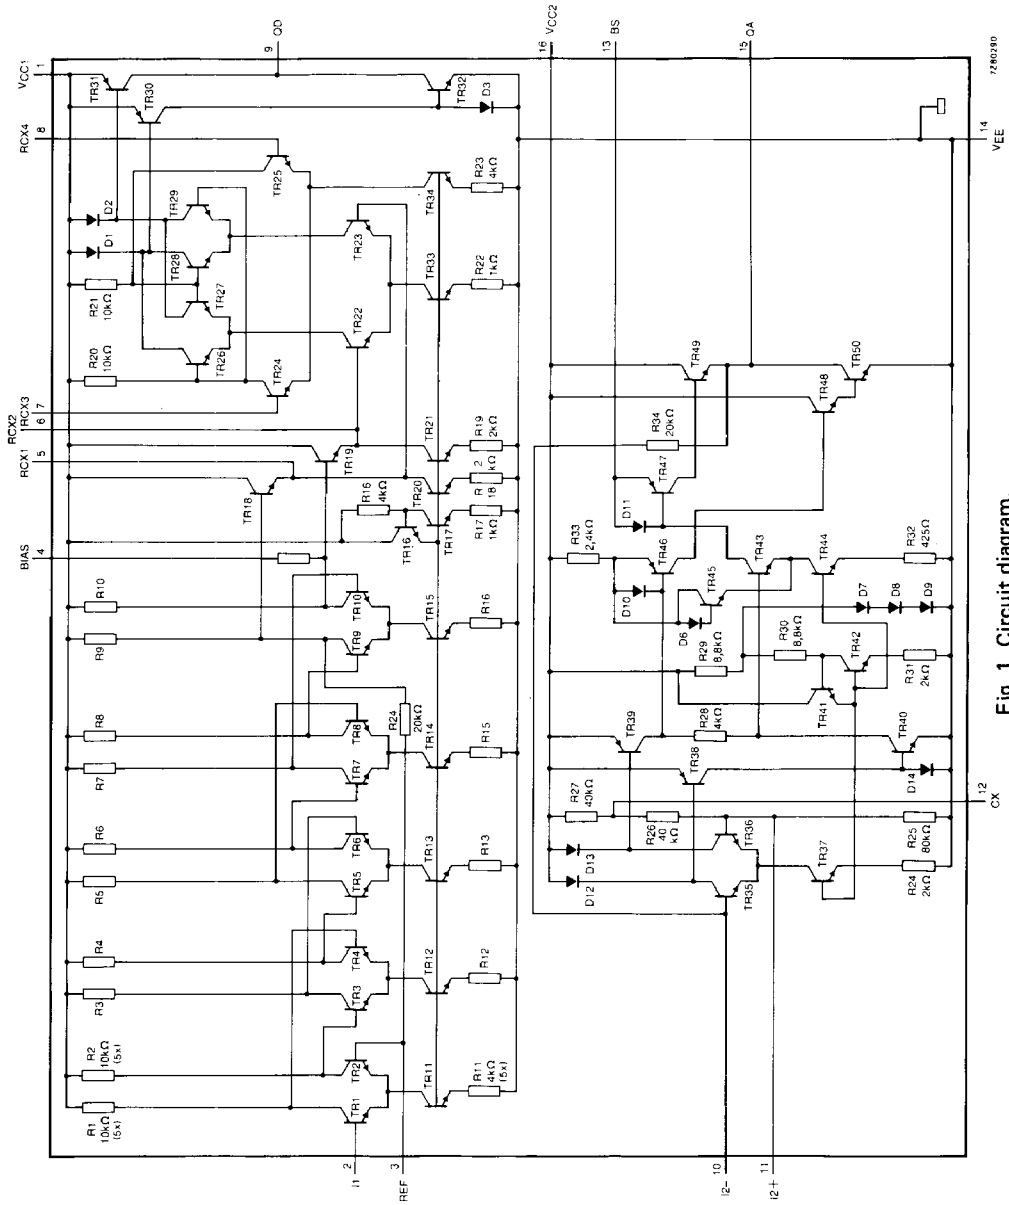 VCC1 1
RCX4 8
RCX3 7
RCX2 6
RCX1 5
BIAS 4
9 QD
I1 2
REF 3
R1
10kΩ
(5x)
R2
10kΩ
(5x)
R3
R4
R5
R6
R7
R8
R9
R10
R20
10kΩ
R21
10kΩ
D1
D2
TR31
TR30
TR29
TR28
TR27
TR26
TR25
TR24
TR23
TR22
TR19
TR18
TR1
TR2
TR3
TR4
TR5
TR6
TR7
TR8
TR9
TR10
R24
20kΩ
R16
4kΩ
TR16
TR11
TR12
TR13
TR14
TR15
TR17
TR20
TR21
TR33
TR34
TR32
D3
R11
4kΩ
(5x)
R12
R13
R15
R16
R17
1kΩ
R 2
18 kΩ
R19
2kΩ
R22
1kΩ
R23
4kΩ
16 VCC2
13 BS
15 QA
14
VEE
12
CX
I2- 10
I2+ 11
D12
D13
R27
40kΩ
R26
40
kΩ
R25
80kΩ
R24
2kΩ
TR35
TR36
TR37
TR38
TR39
TR40
D14
R28
4kΩ
R29
8,8kΩ
R30
8,8kΩ
TR41
TR42
R31
2kΩ
D6
D7
D8
D9
D10
D11
R33
2,4kΩ
TR43
TR44
TR45
TR46
TR47
R32
425Ω
R34
20kΩ
TR48
TR49
TR50
7Z80290
Fig. 1 Circuit diagram.